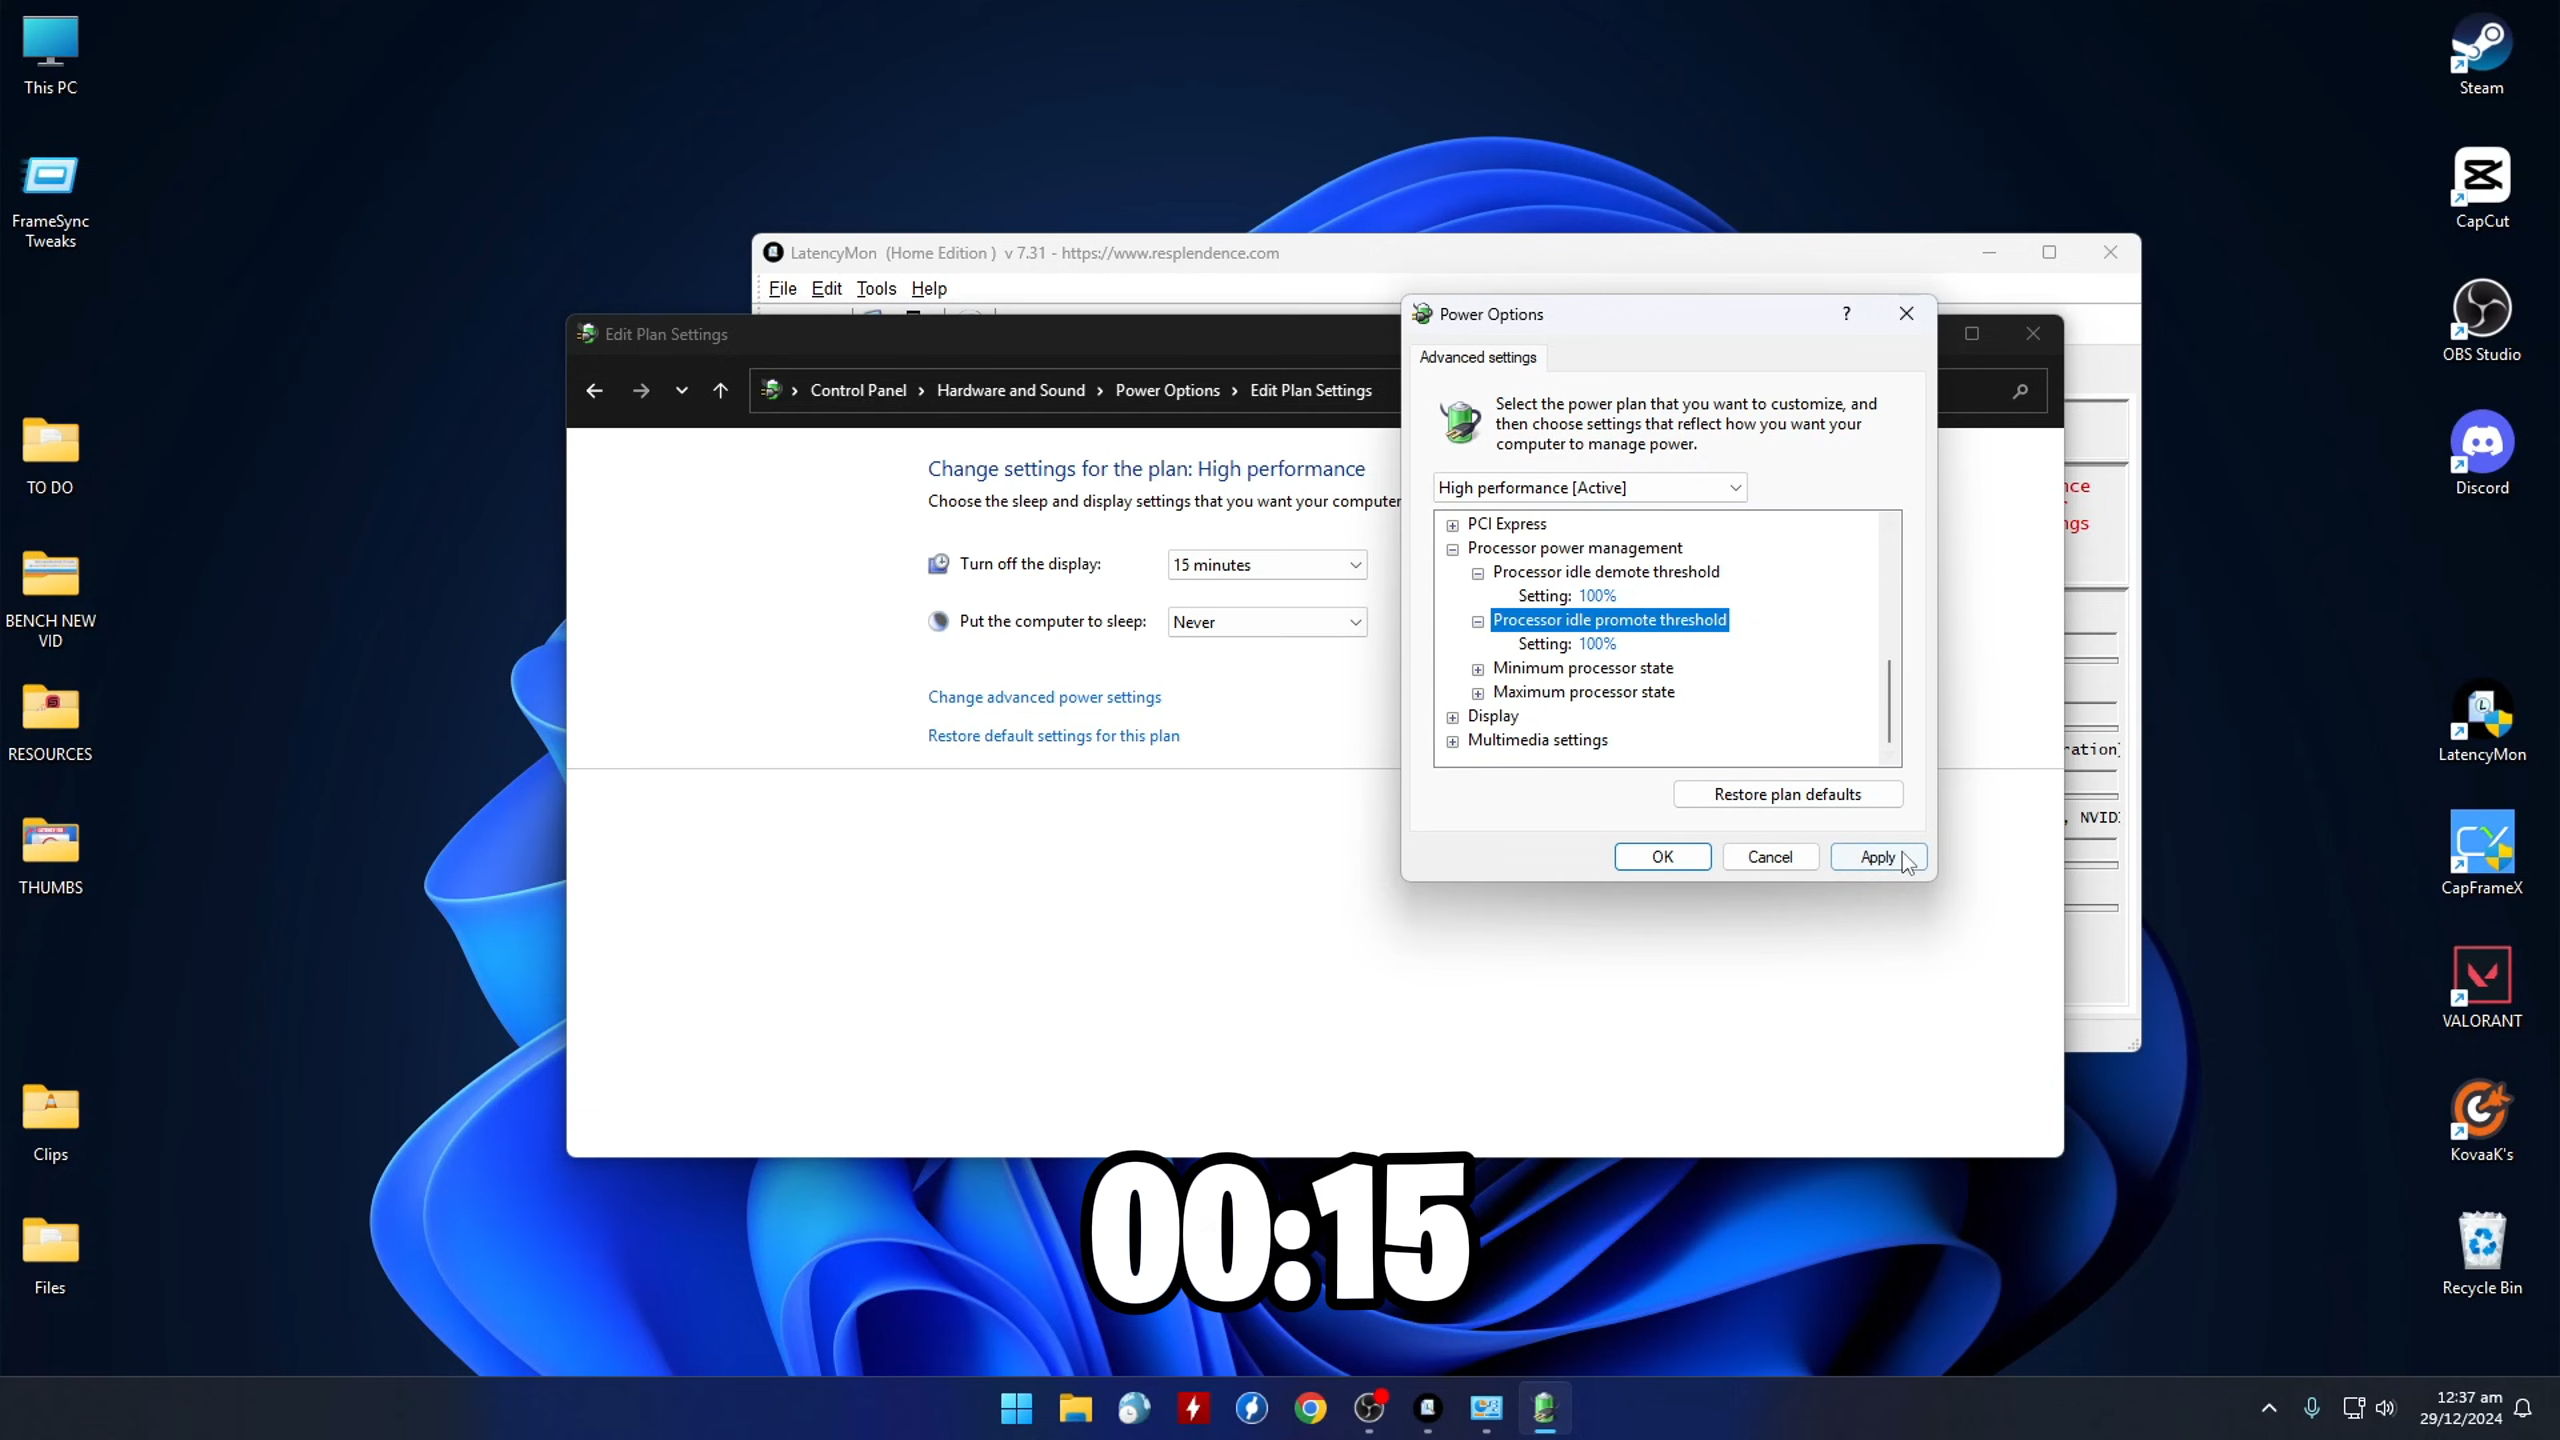 This PC
FrameSync
Tweaks
TO DO
BENCH NEW
VID
RESOURCES
THUMBS
Clips
Files
LatencyMon (Home Edition ) v 7.31 - https://www.resplendence.com
File Edit Tools Help
Edit Plan Settings
Control Panel > Hardware and Sound > Power Options > Edit Plan Settings
Change settings for the plan: High performance
Choose the sleep and display settings that you want your computer
Turn off the display: 15 minutes
Put the computer to sleep: Never
Change advanced power settings
Restore default settings for this plan
Power Options
?
Advanced settings
Select the power plan that you want to customize, and
then choose settings that reflect how you want your
computer to manage power.
High performance [Active]
PCI Express
Processor power management
Processor idle demote threshold
Setting: 100%
Processor idle promote threshold
Setting: 100%
Minimum processor state
Maximum processor state
Display
Multimedia settings
Restore plan defaults
OK Cancel Apply
00:15
Steam
CapCut
OBS Studio
Discord
LatencyMon
CapFrameX
VALORANT
KovaaK's
Recycle Bin
12:37 am
29/12/2024